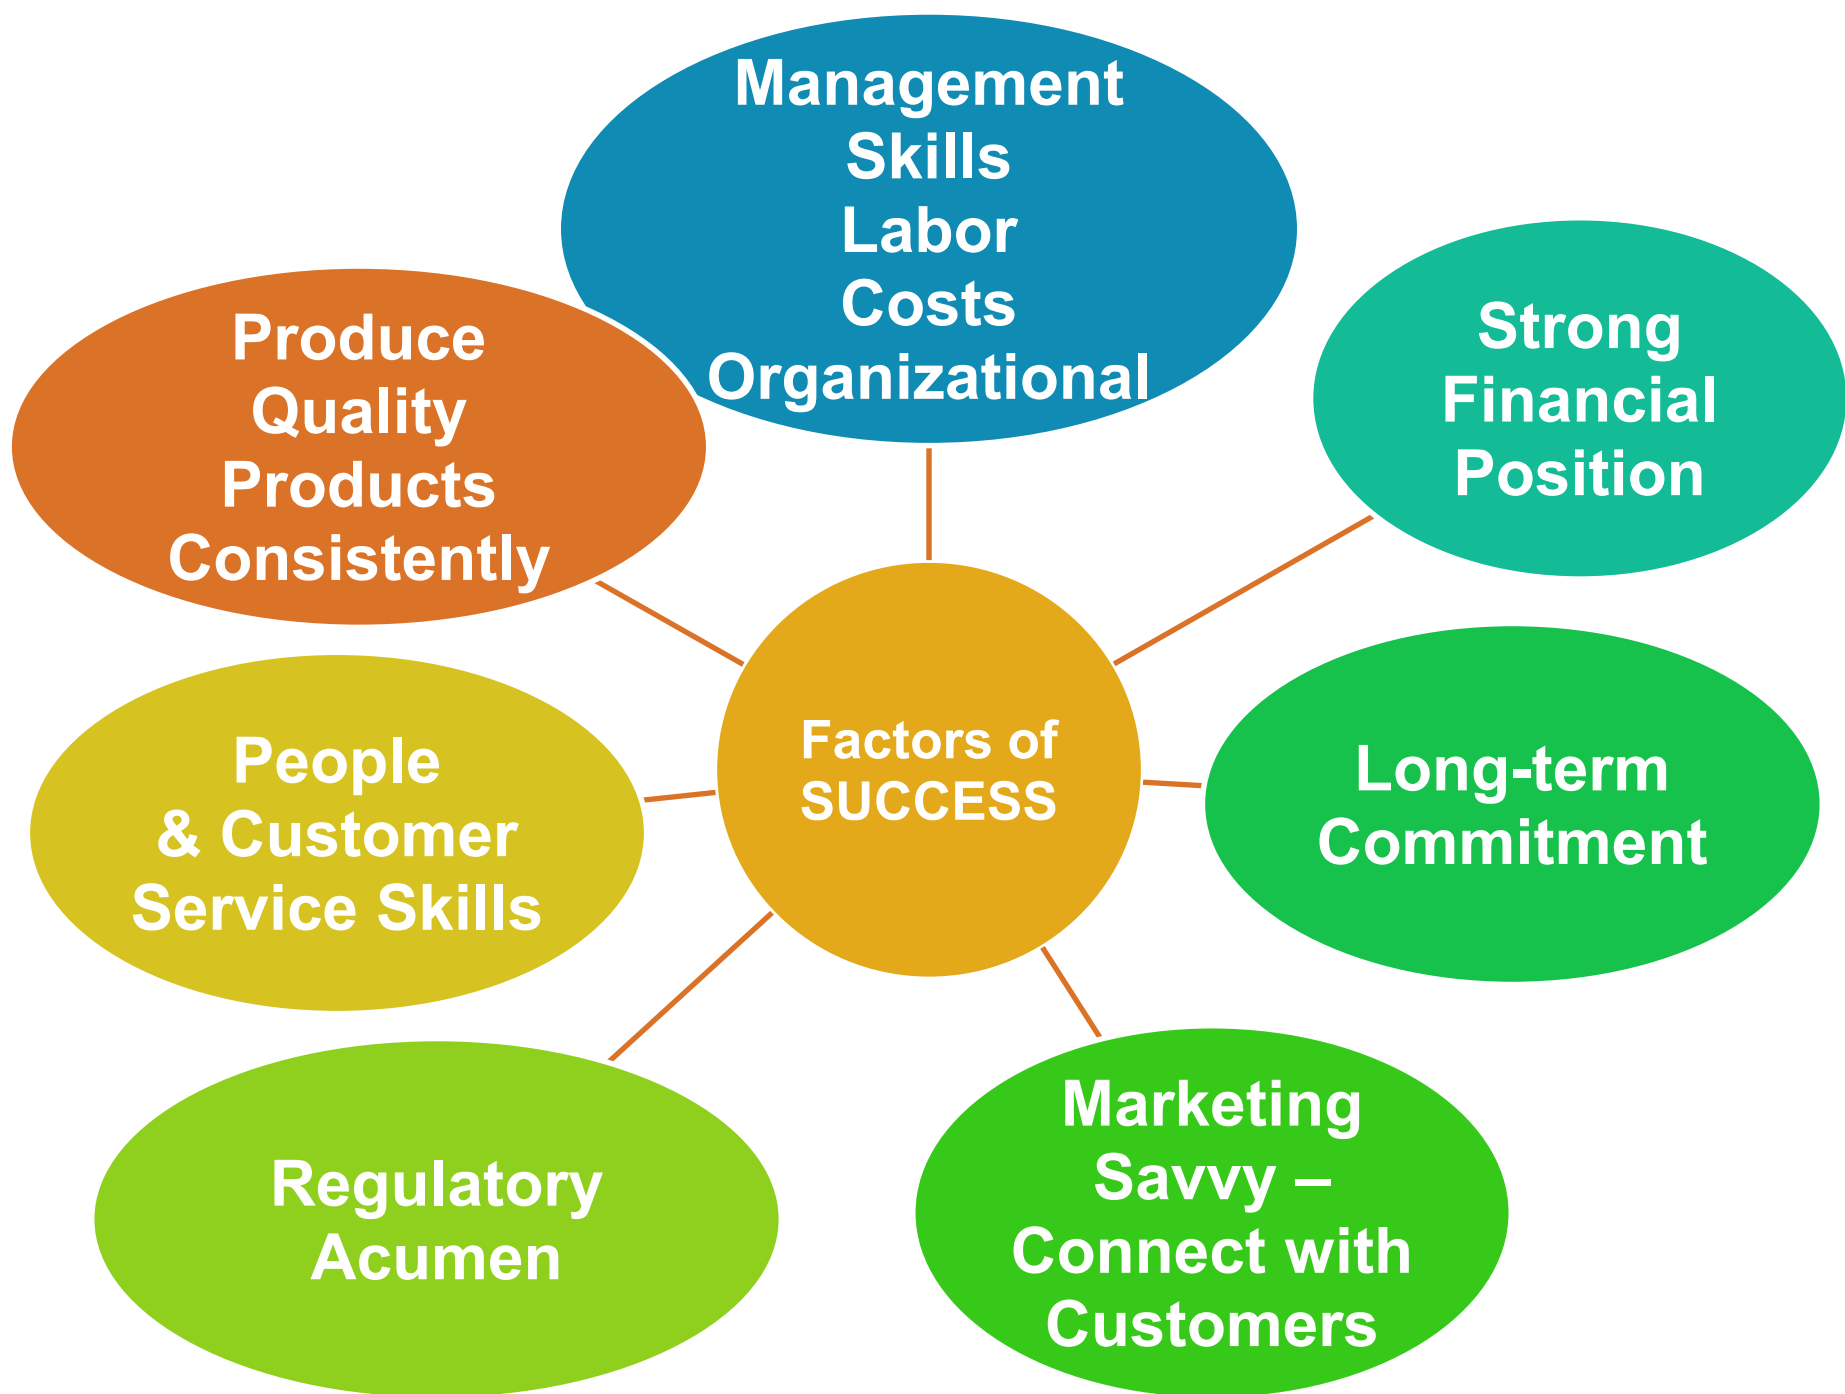 Management
Skills
Labor
Costs
Organizational
Strong
Financial
Position
Long-term
Commitment
Marketing
Savvy –
Connect with
Customers
Regulatory
Acumen
People
& Customer
Service Skills
Produce
Quality
Products
Consistently
Factors of
SUCCESS